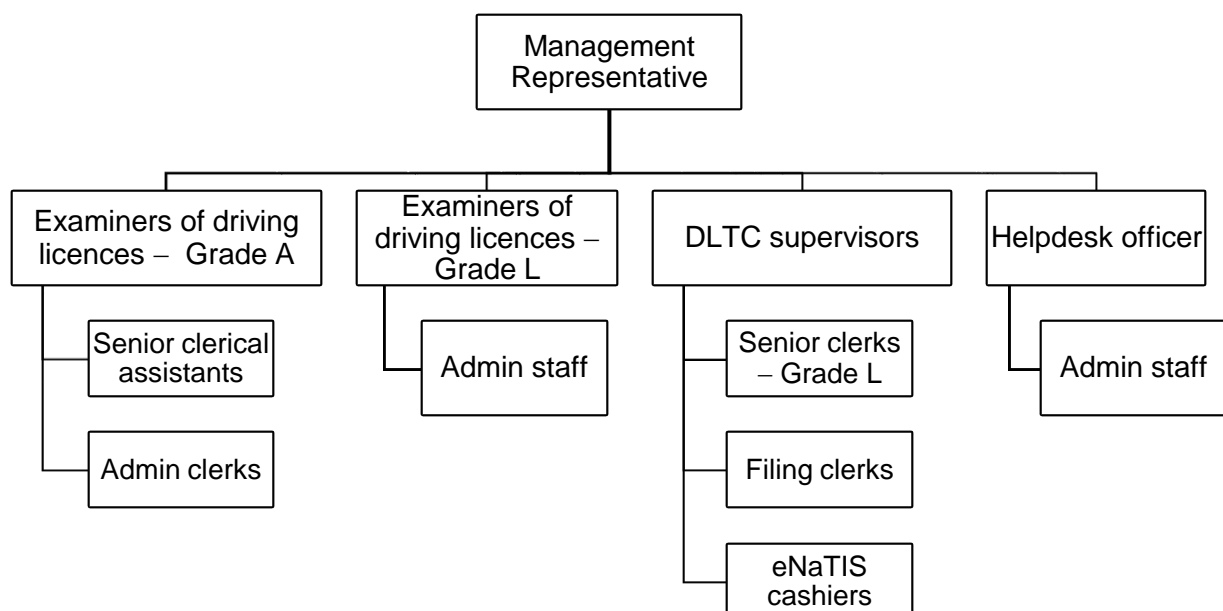 Management
Representative
Examiners of driving
licences – Grade A
Examiners of
driving licences –
Grade L
DLTC supervisors
Helpdesk officer
Senior clerical
assistants
Admin staff
Senior clerks
– Grade L
Admin staff
Admin clerks
Filing clerks
eNaTIS
cashiers